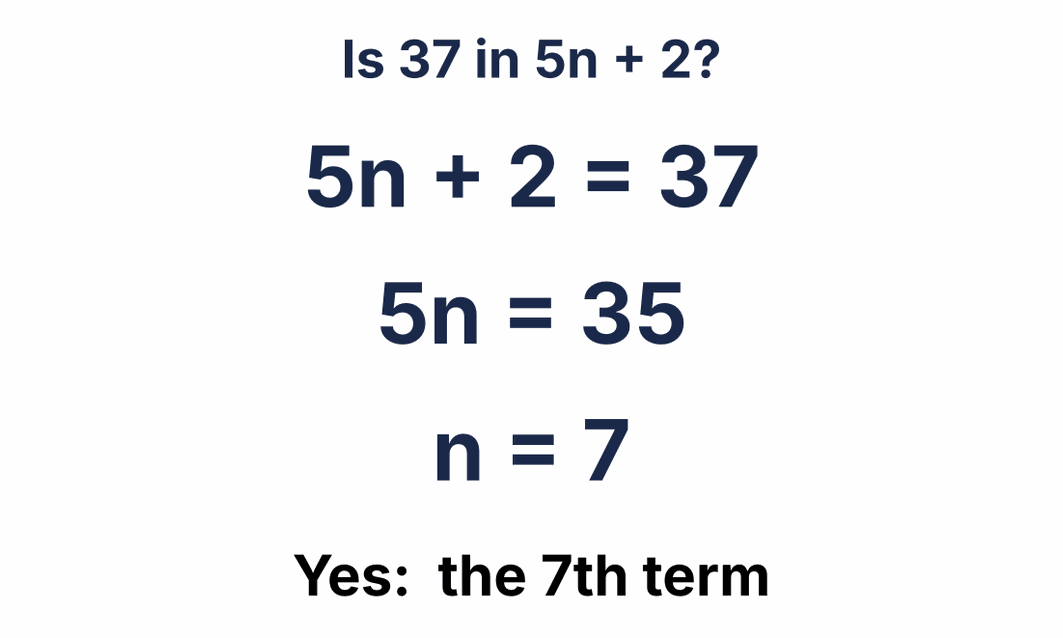 Is 37 in 5n + 2?
5n + 2 = 37
5n = 35
n = 7
Yes:  the 7th term